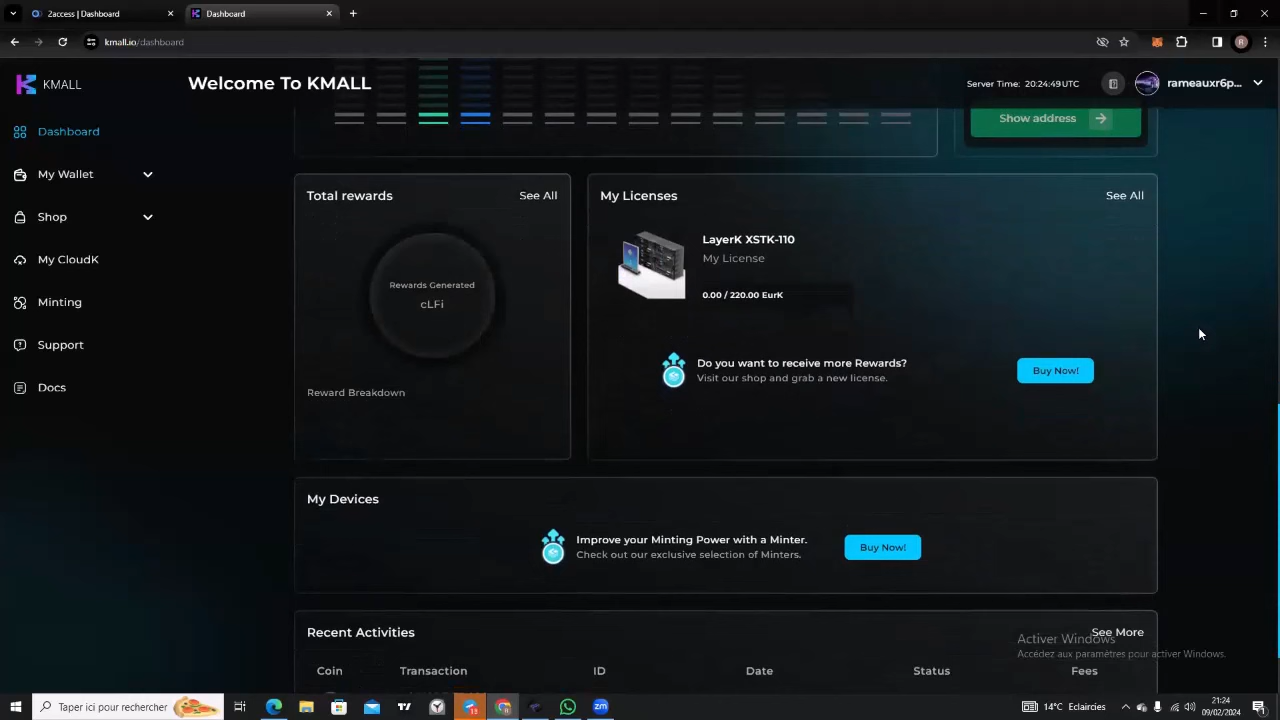 2access | Dashboard
Dashboard
kmall.io/dashboard
KMALL
Welcome To KMALL
Server Time: 20:24:49 UTC
rameauxr6p...
Dashboard
My Wallet
Shop
My CloudK
Minting
Support
Docs
Show address
Total rewards
See All
Rewards Generated
cLFi
Reward Breakdown
My Licenses
See All
LayerK XSTK-110
My License
0.00 / 220.00 EurK
Do you want to receive more Rewards?
Visit our shop and grab a new license.
Buy Now!
My Devices
Improve your Minting Power with a Minter.
Check out our exclusive selection of Minters.
Buy Now!
Recent Activities
See More
Coin Transaction ID Date Status Fees
Activer Windows
Accédez aux paramètres pour activer Windows.
Taper ici pour rechercher
14°C Eclaircies
21:24
09/02/2024